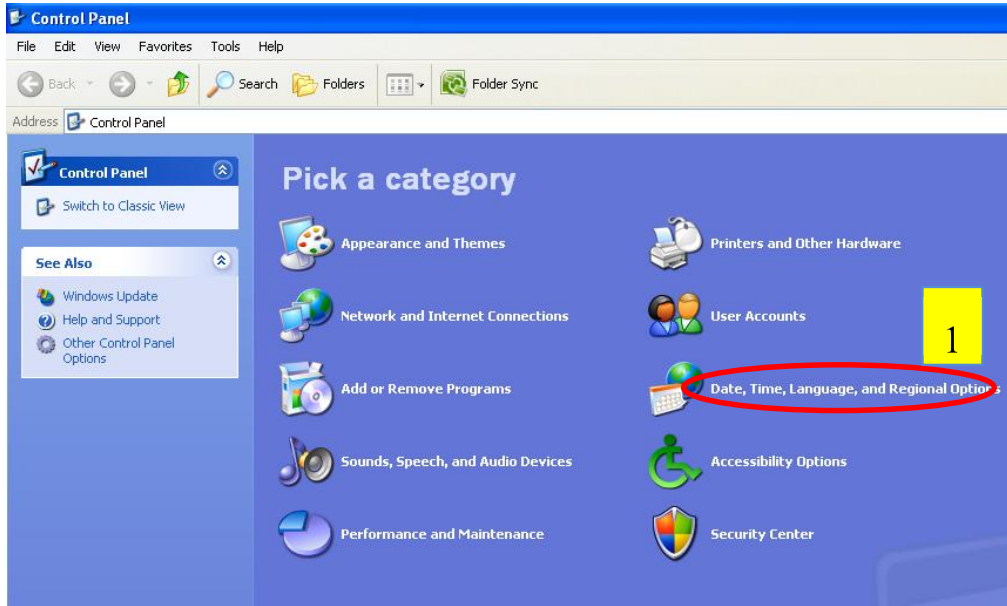 Control Panel
File Edit View Favorites Tools Help
Back Search Folders Folder Sync
Address Control Panel
Control Panel
Switch to Classic View
See Also
Windows Update
Help and Support
Other Control Panel
Options
Pick a category
Appearance and Themes
Printers and Other Hardware
Network and Internet Connections
User Accounts
1
Add or Remove Programs
Date, Time, Language, and Regional Options
Sounds, Speech, and Audio Devices
Accessibility Options
Performance and Maintenance
Security Center